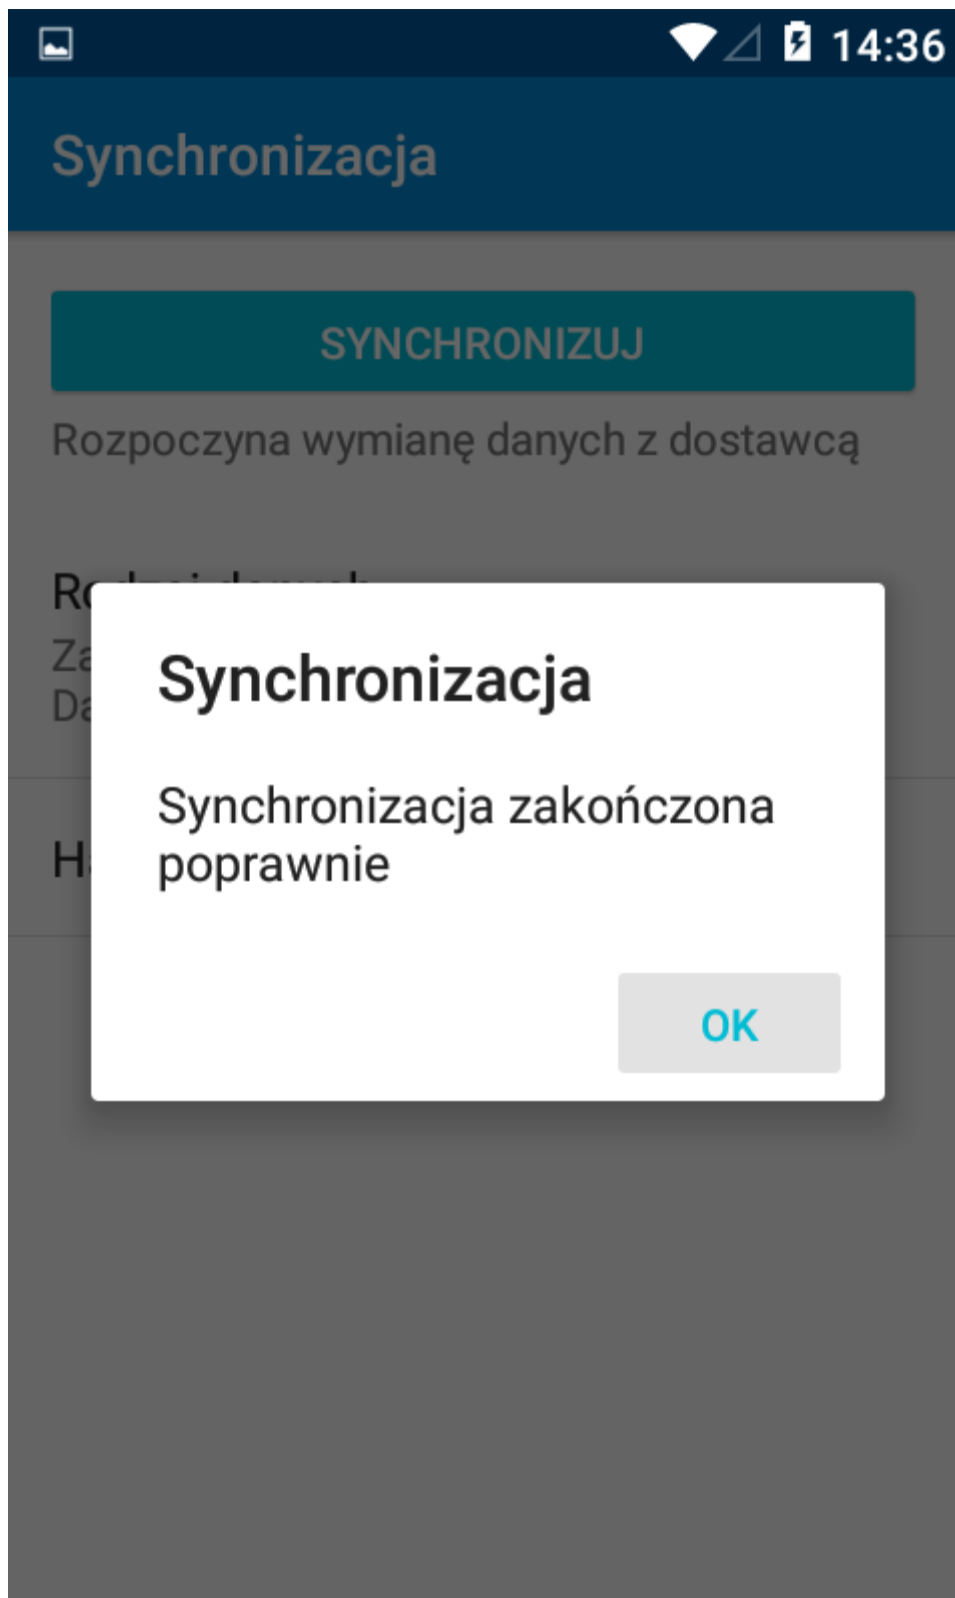 14:36
Synchronizacja
SYNCHRONIZUJ
Rozpoczyna wymianę danych z dostawcą
Synchronizacja
Synchronizacja zakończona
poprawnie
OK